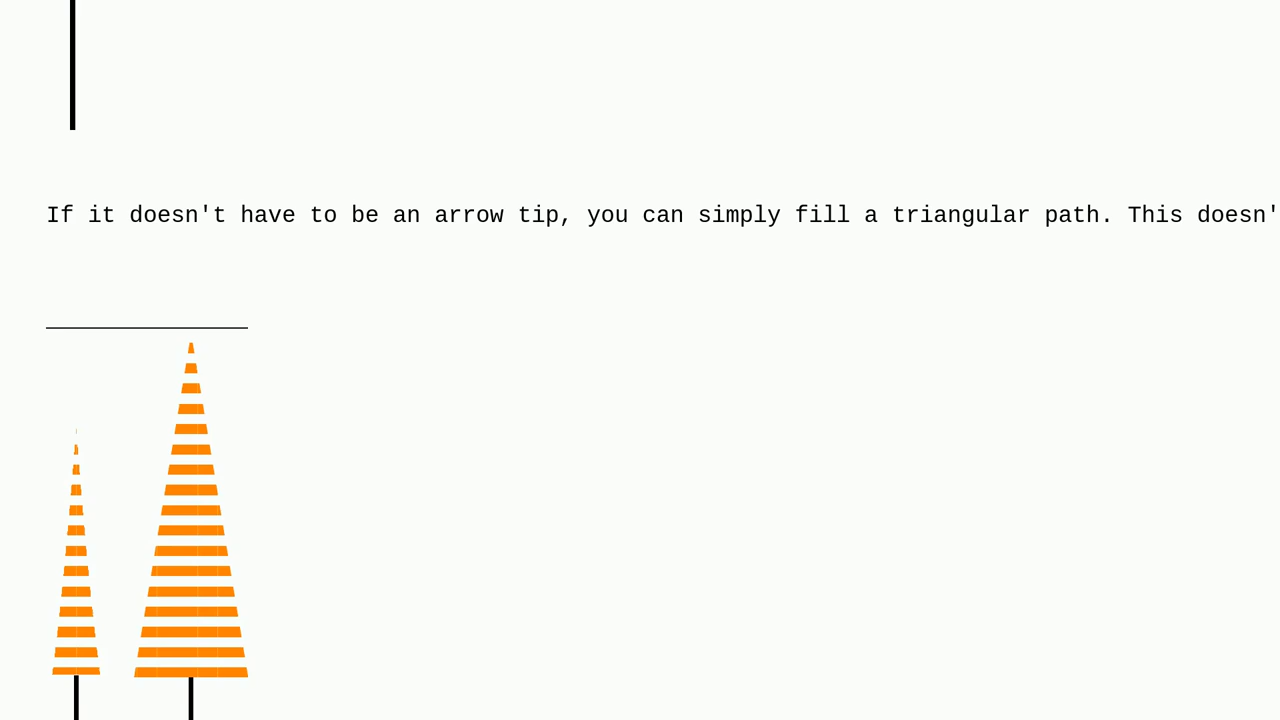 If it doesn't have to be an arrow tip, you can simply fill a triangular path. This doesn'